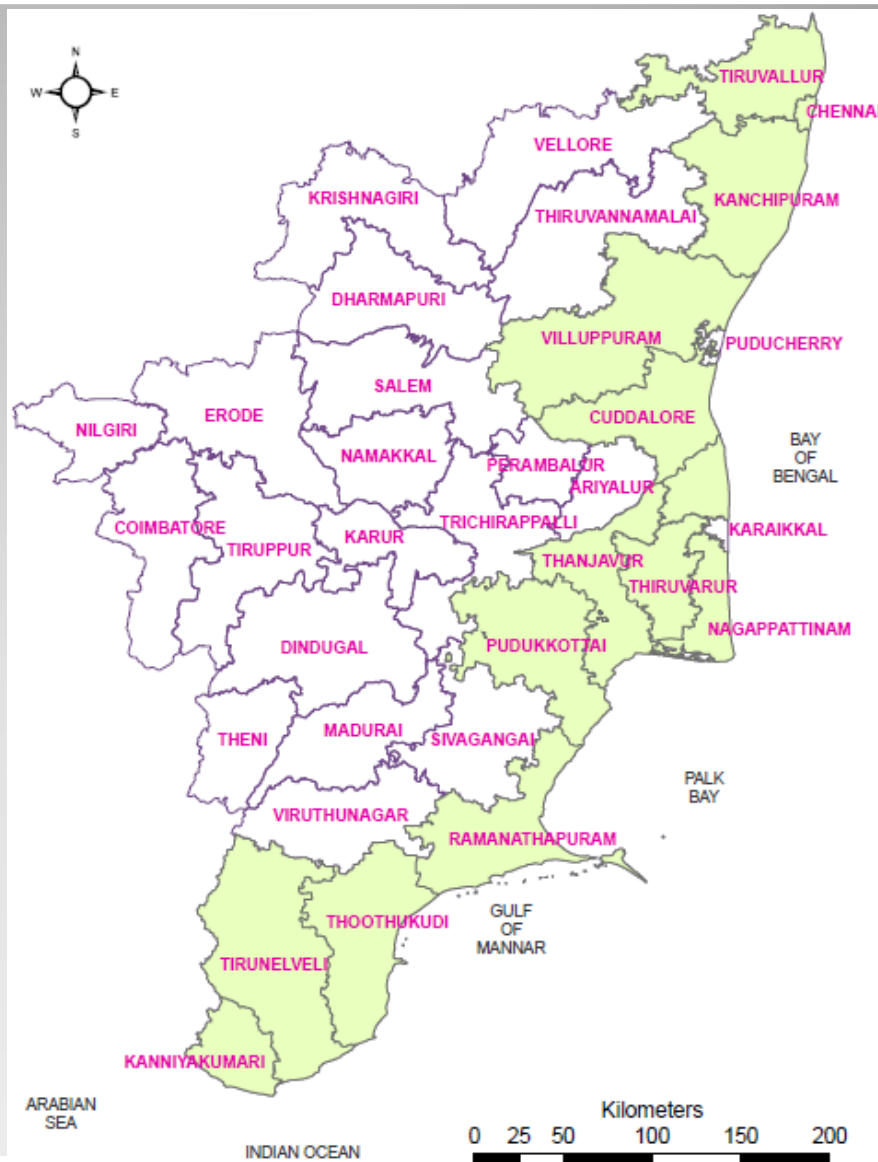 N
W E
S
TIRUVALLUR
CHENNAI
VELLORE
KRISHNAGIRI
KANCHIPURAM
THIRUVANNAMALAI
DHARMAPURI
VILLUPPURAM
PUDUCHERRY
SALEM
ERODE
CUDDALORE
NILGIRI
BAY
OF
BENGAL
NAMAKKAL
PERAMBALUR
ARIYALUR
COIMBATORE
TRICHIRAPPALLI
KARAIKKAL
KARUR
TIRUPPUR
THANJAVUR
THIRUVARUR
NAGAPPATTINAM
DINDUGAL
PUDUKKOTTAI
THENI
MADURAI
SIVAGANGAI
PALK
BAY
VIRUTHUNAGAR
RAMANATHAPURAM
GULF
OF
MANNAR
THOOTHUKUDI
TIRUNELVELI
KANNIYAKUMARI
ARABIAN
SEA
INDIAN OCEAN
Kilometers
0 25 50 100 150 200